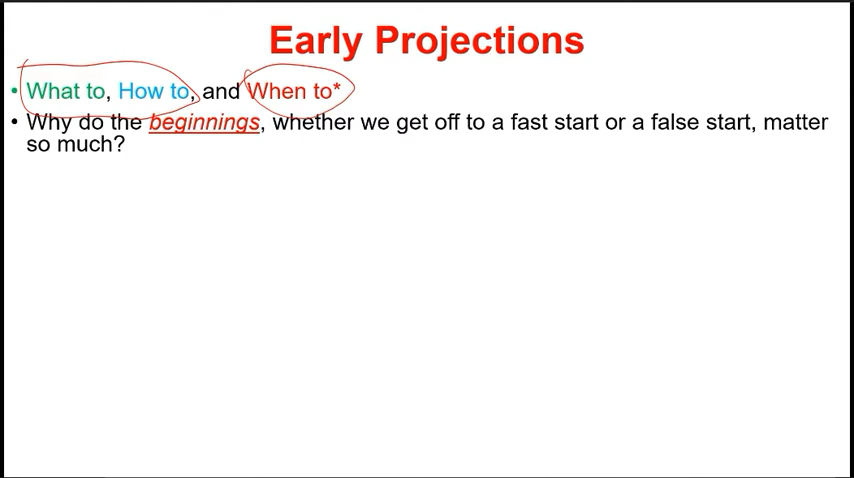 Early Projections
• What to, How to, and When to*
• Why do the beginnings, whether we get off to a fast start or a false start, matter
so much?